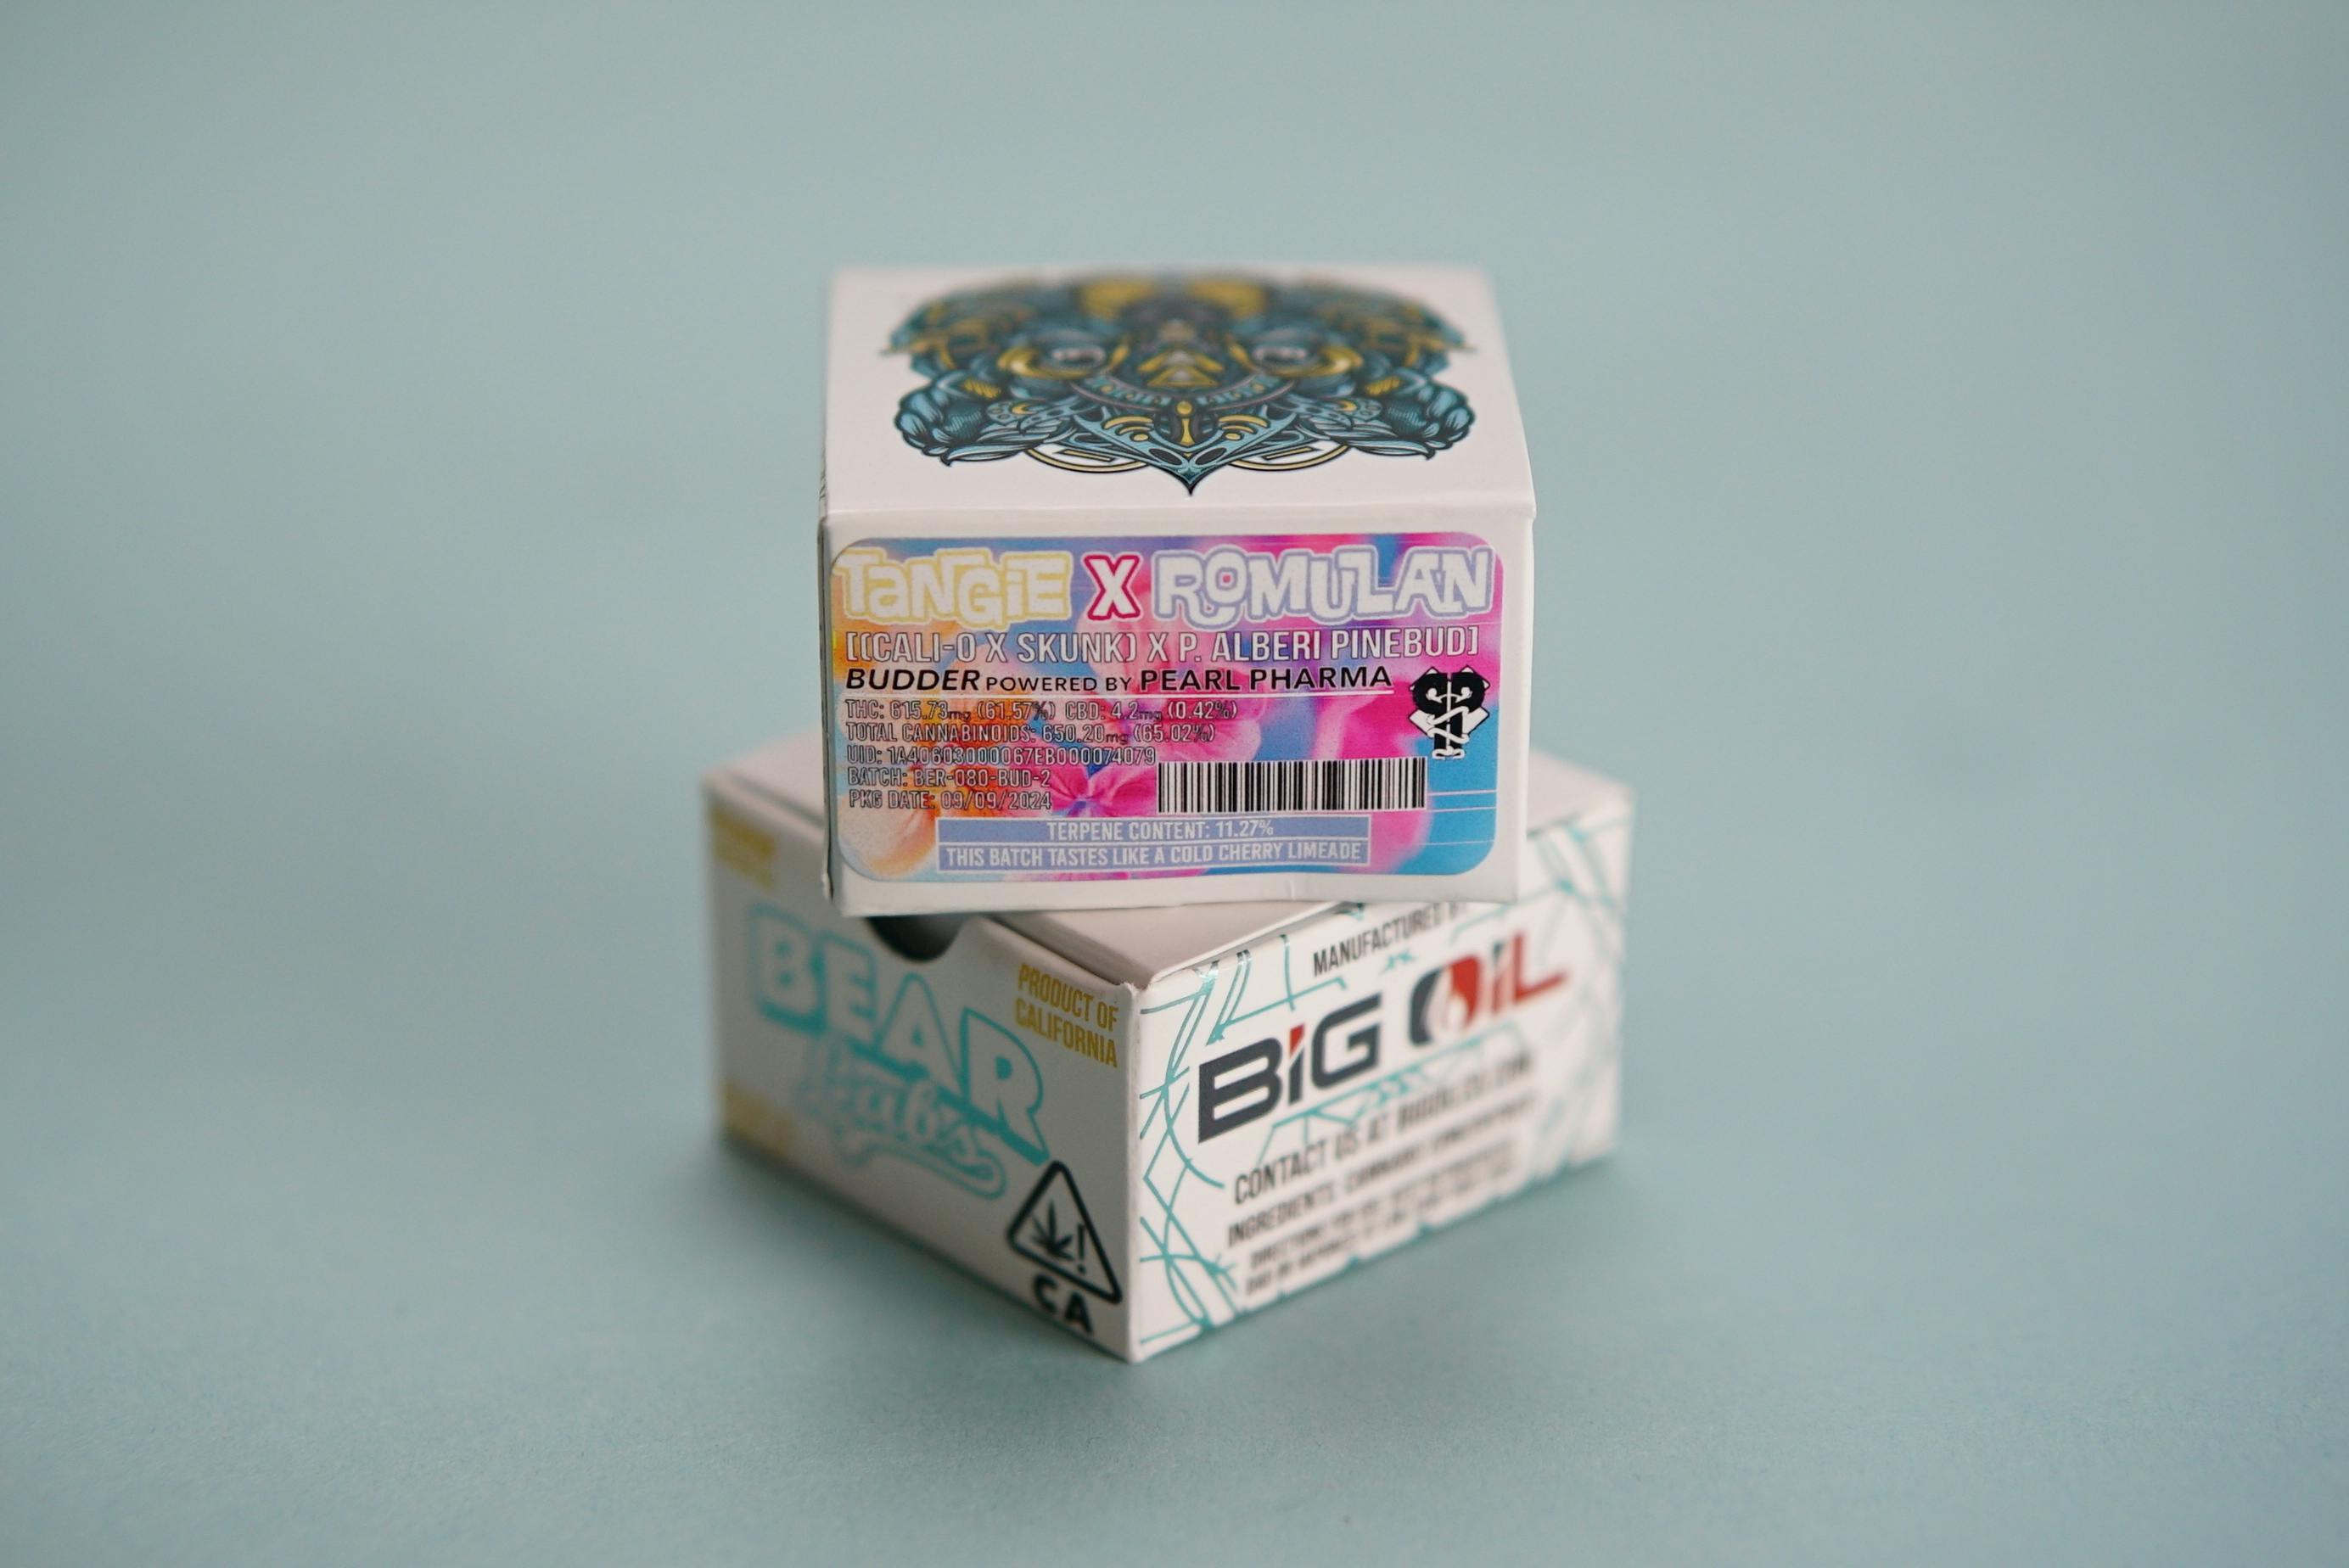 TANGIE X ROMULAN
[(CALI-O X SKUNK) X P. ALBERI PINEBUD]
BUDDER POWERED BY PEARL PHARMA
THC: 615.73mg (61.57%) CBD: 4.2mg (0.42%)
TOTAL CANNABINOIDS: 650.20mg (65.02%)
UID: 1A40603000067EB000074079
BATCH: BER-080-BUD-2
PKG DATE: 09/09/2024
TERPENE CONTENT: 11.27%
THIS BATCH TASTES LIKE A COLD CHERRY LIMEADE
BEAR
Labs
PRODUCT OF
CALIFORNIA
CA
MANUFACTURED
BIG OIL
CONTACT US AT
INGREDIENTS: CANNABIS